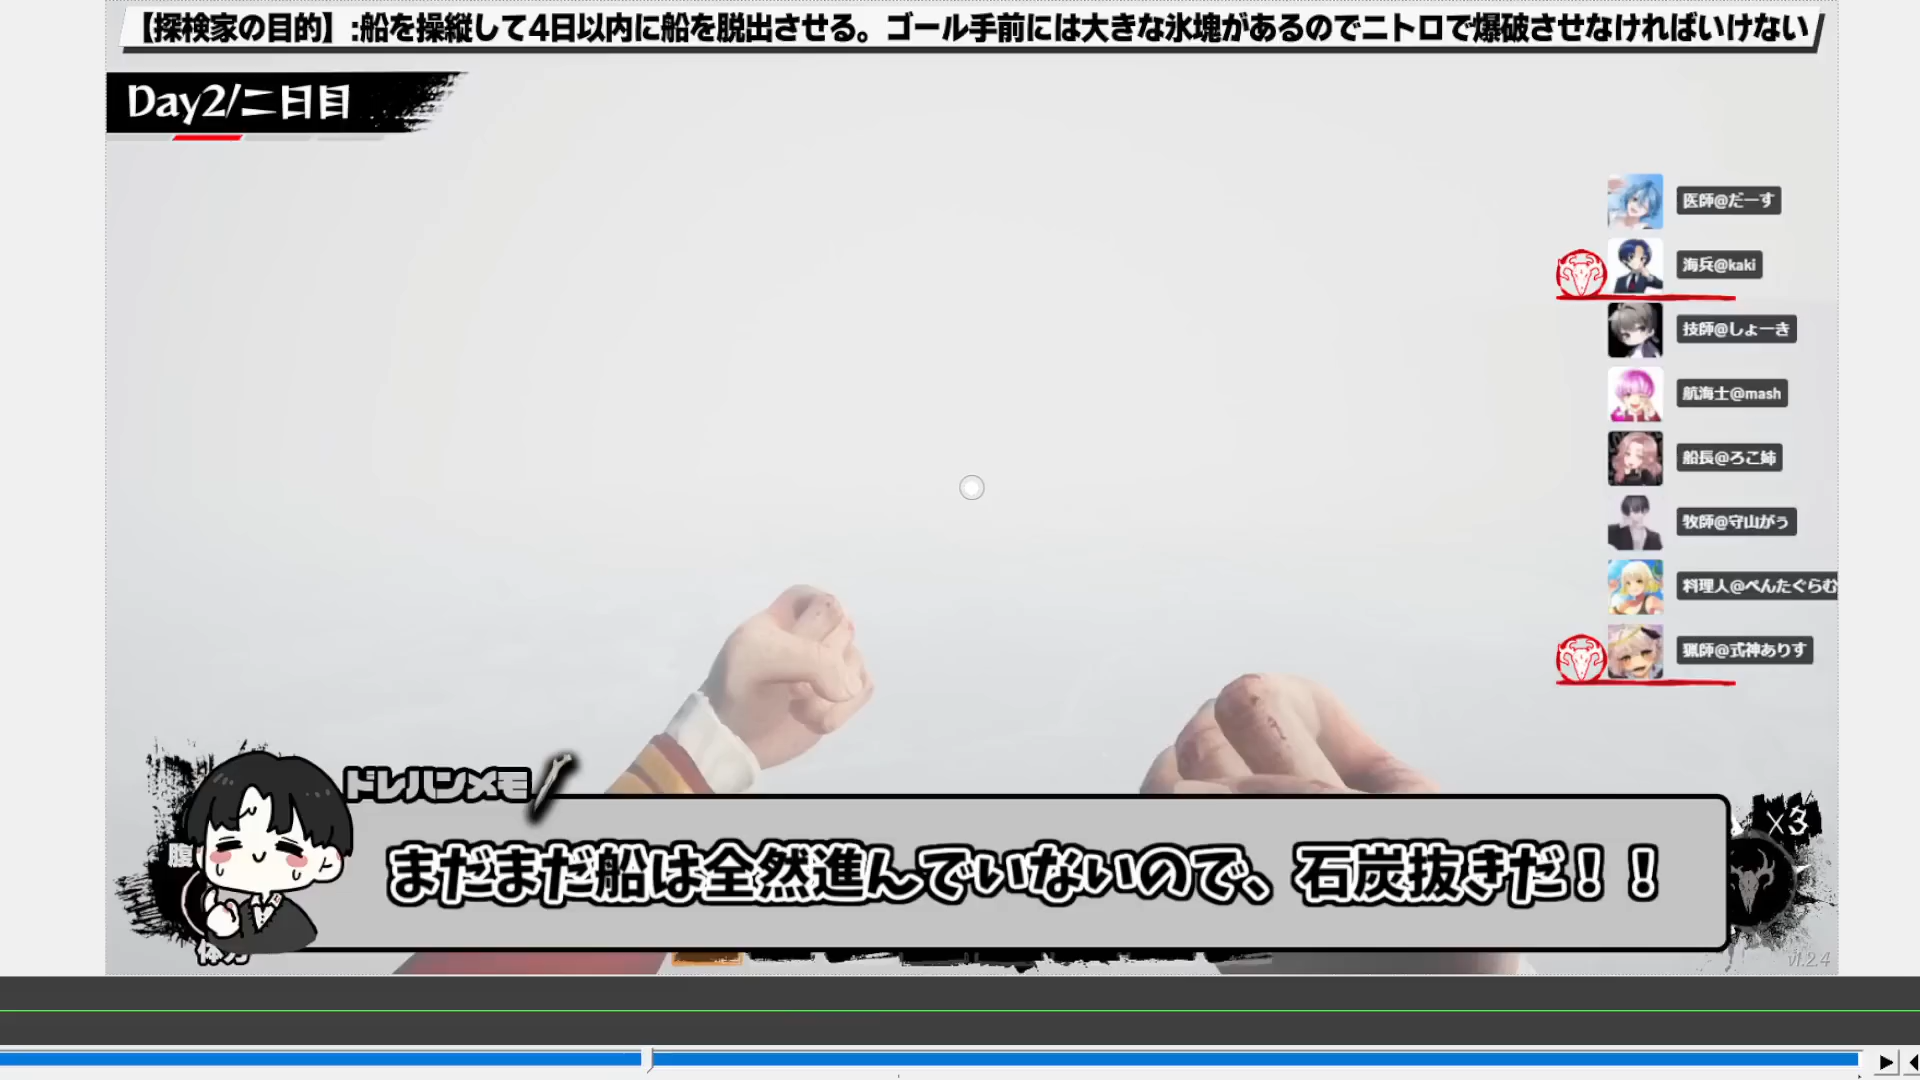 【探検家の目的】:船を操縦して4日以内に船を脱出させる。ゴール手前には大きな氷塊があるのでニトロで爆破させなければいけない
Day2/二日目
医師@だーす
海兵@kaki
技師@しょーき
航海士@mash
船長@ろこ姉
牧師@守山がぅ
料理人@ぺんたぐらむ
猟師@式神ありす
ドレハンメモ
x3
腹
まだまだ船は全然進んでいないので、石炭抜きだ！！
体力
v1.2.4